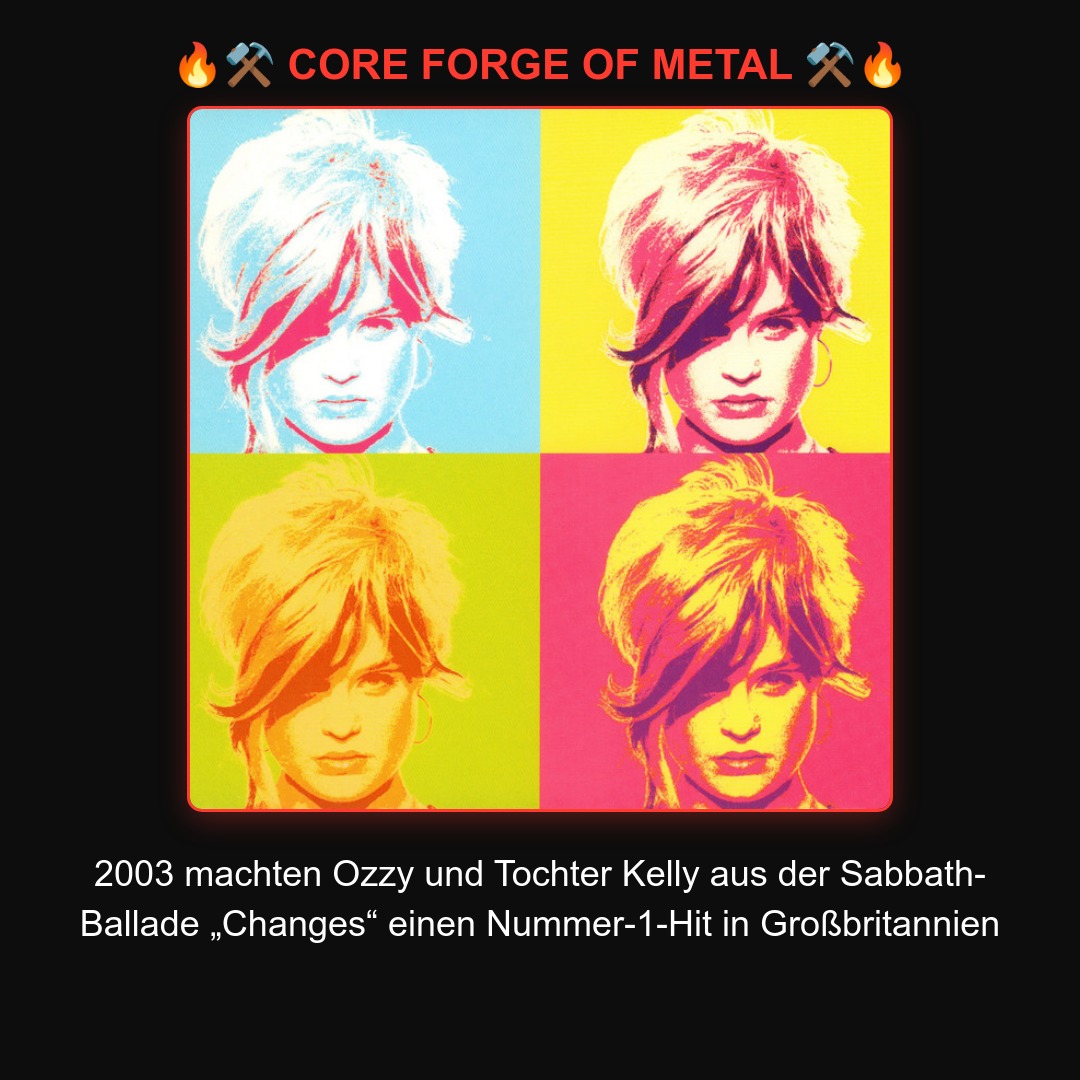 🔥⚒️ CORE FORGE OF METAL ⚒️🔥
2003 machten Ozzy und Tochter Kelly aus der Sabbath-
Ballade „Changes“ einen Nummer-1-Hit in Großbritannien